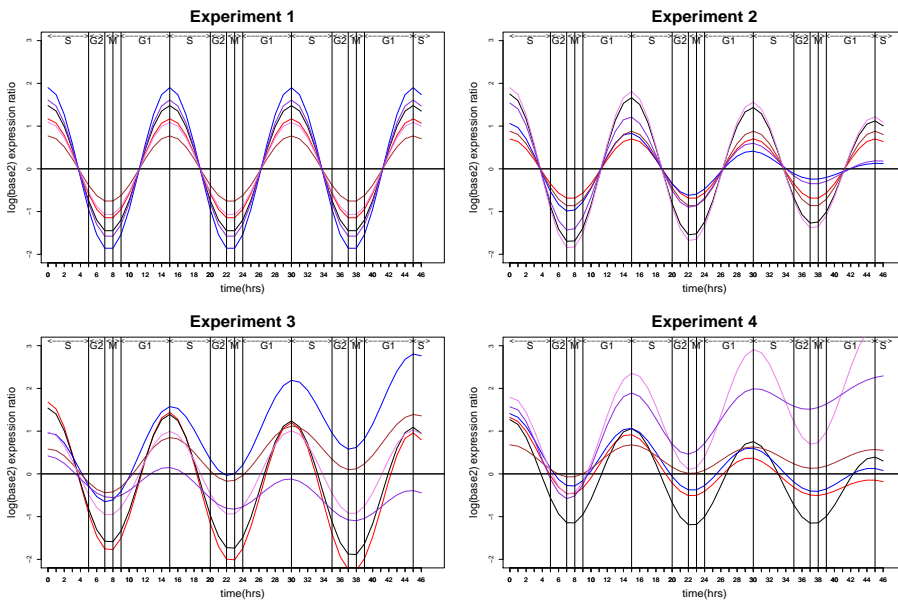 Experiment 1
S G2 M G1 S G2 M G1 S G2 M G1 S
log(base2) expression ratio
3
2
1
0
−1
−2
0 2 4 6 8 10 12 14 16 18 20 22 24 26 28 30 32 34 36 38 40 42 44 46
time(hrs)
Experiment 2
S G2 M G1 S G2 M G1 S G2 M G1 S
log(base2) expression ratio
3
2
1
0
−1
−2
0 2 4 6 8 10 12 14 16 18 20 22 24 26 28 30 32 34 36 38 40 42 44 46
time(hrs)
Experiment 3
S G2 M G1 S G2 M G1 S G2 M G1 S
log(base2) expression ratio
3
2
1
0
−1
−2
0 2 4 6 8 10 12 14 16 18 20 22 24 26 28 30 32 34 36 38 40 42 44 46
time(hrs)
Experiment 4
S G2 M G1 S G2 M G1 S G2 M G1 S
log(base2) expression ratio
3
2
1
0
−1
−2
0 2 4 6 8 10 12 14 16 18 20 22 24 26 28 30 32 34 36 38 40 42 44 46
time(hrs)